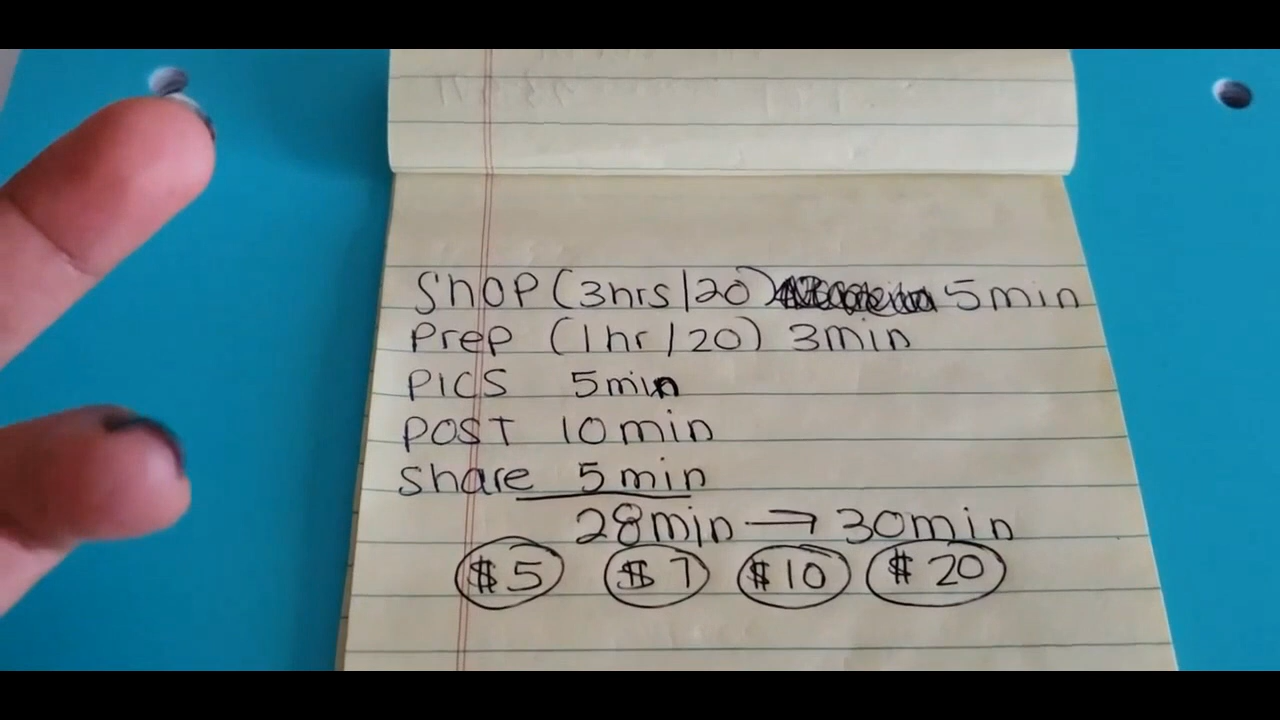 Shop (3hrs/20) 5min
Prep (1hr/20) 3min
PICS 5min
POST 10min
Share 5min
28min → 30min
$5 $7 $10 $20